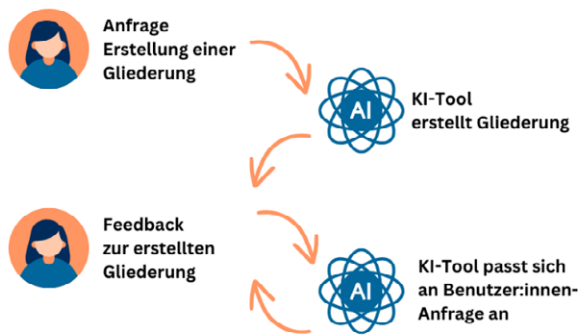 Anfrage
Erstellung einer
Gliederung
AI
KI-Tool
erstellt Gliederung
Feedback
zur erstellten
Gliederung
AI
KI-Tool passt sich
an Benutzer:innen-
Anfrage an